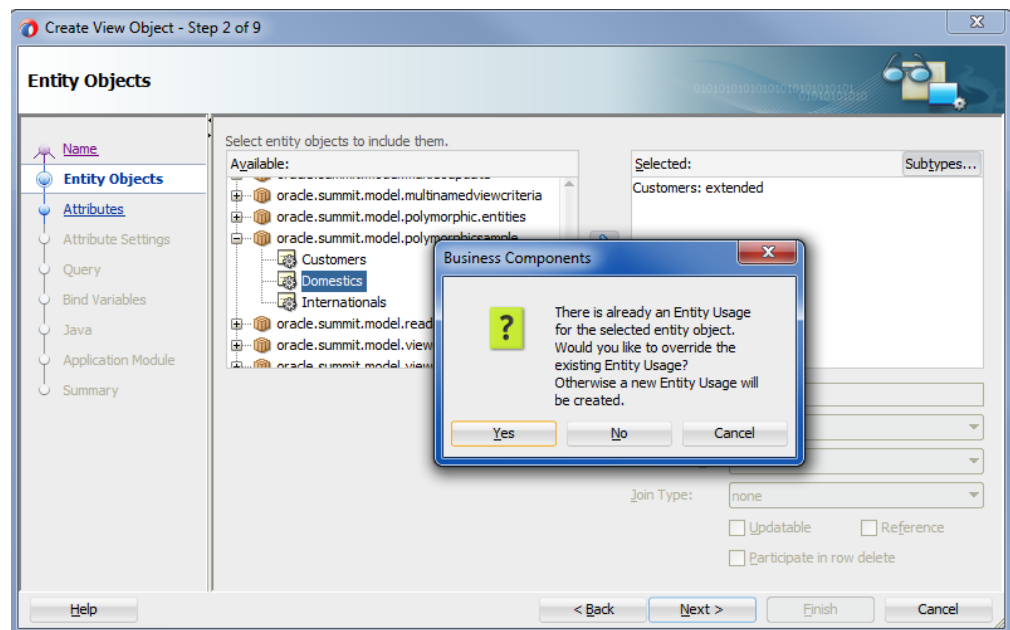 Create View Object - Step 2 of 9
Entity Objects
Name
Entity Objects
Attributes
Attribute Settings
Query
Bind Variables
Java
Application Module
Summary
Select entity objects to include them.
Available:
oracle.summit.model.multinamedviewcriteria
oracle.summit.model.polymorphic.entities
oracle.summit.model.polymorphicsample
Customers
Domestics
Internationals
oracle.summit.model.read
oracle.summit.model.view
oracle.summit.model.view
Selected:
Subtypes...
Customers: extended
Business Components
There is already an Entity Usage
for the selected entity object.
Would you like to override the
existing Entity Usage?
Otherwise a new Entity Usage will
be created.
Yes
No
Cancel
Join Type:
none
Updatable
Reference
Participate in row delete
Help
< Back
Next >
Finish
Cancel